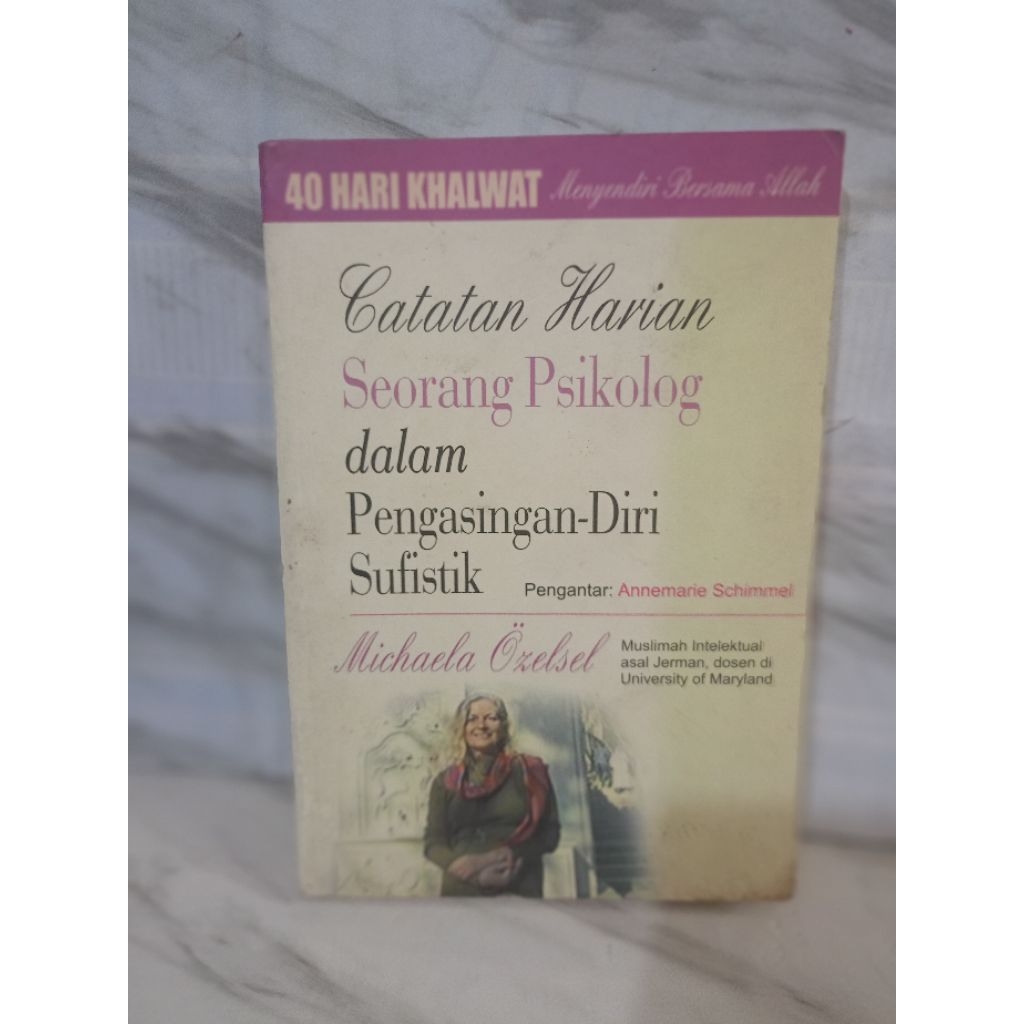 40 HARI KHALWAT Menyendiri Bersama Allah
Catatan Harian
Seorang Psikolog
dalam
Pengasingan-Diri
Sufistik
Pengantar: Annemarie Schimmel
Michaela Özelsel
Muslimah Intelektual
asal Jerman, dosen di
University of Maryland